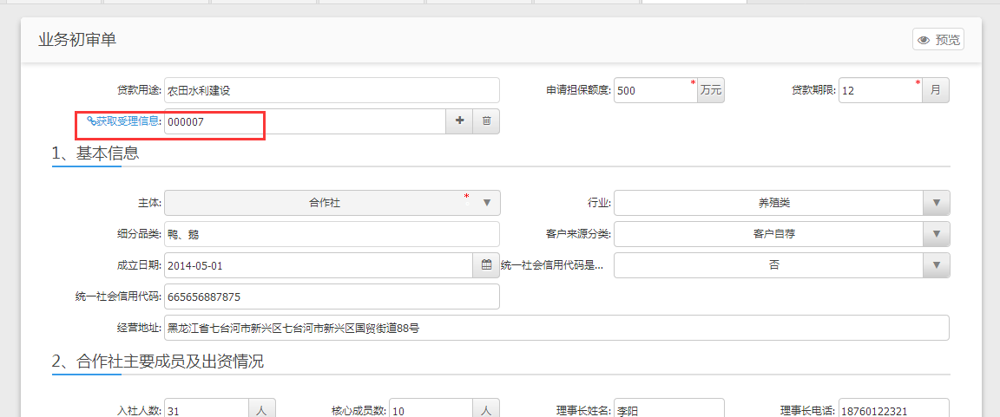 业务初审单 预览
贷款用途: 农田水利建设 申请担保额度: 500 * 万元 贷款期限: 12 * 月
获取受理信息: 000007
1、基本信息
主体: 合作社 * 行业: 养殖类
细分品类: 鸭、鹅 客户来源分类: 客户自荐
成立日期: 2014-05-01 统一社会信用代码是... 否
统一社会信用代码: 665656887875
经营地址: 黑龙江省七台河市新兴区七台河市新兴区国贸街道88号
2、合作社主要成员及出资情况
入社人数: 31 人 核心成员数: 10 人 理事长姓名: 李阳 理事长电话: 18760122321